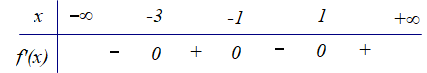 x −∞ -3 -1 1 +∞
f'(x) − 0 + 0 − 0 +